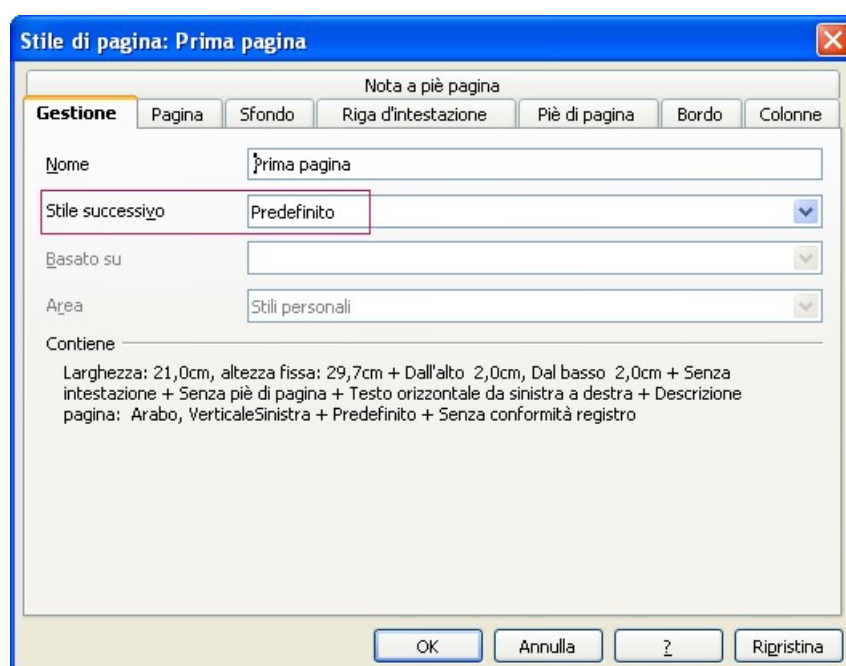 Stile di pagina: Prima pagina
Nota a piè pagina
Gestione Pagina Sfondo Riga d'intestazione Piè di pagina Bordo Colonne
Nome Prima pagina
Stile successivo Predefinito
Basato su
Area Stili personali
Contiene
Larghezza: 21,0cm, altezza fissa: 29,7cm + Dall'alto 2,0cm, Dal basso 2,0cm + Senza
intestazione + Senza piè di pagina + Testo orizzontale da sinistra a destra + Descrizione
pagina: Arabo, VerticaleSinistra + Predefinito + Senza conformità registro
OK Annulla ? Ripristina